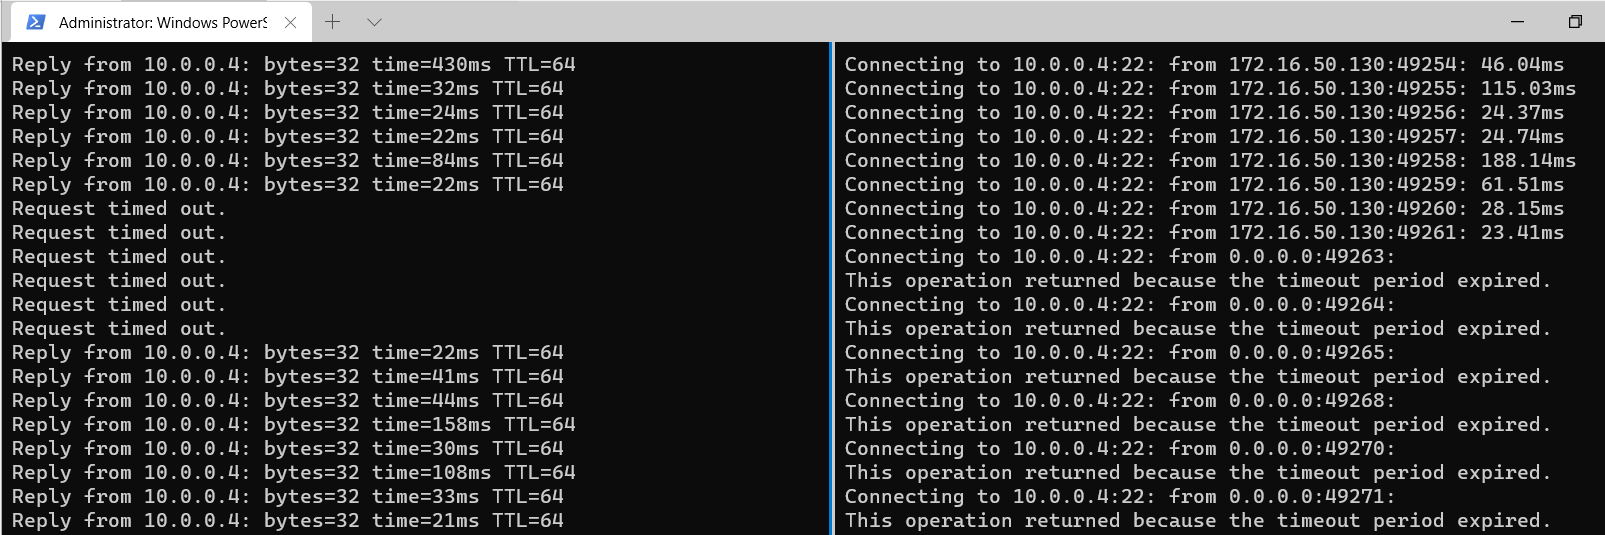 Administrator: Windows PowerS
Reply from 10.0.0.4: bytes=32 time=430ms TTL=64
Reply from 10.0.0.4: bytes=32 time=32ms TTL=64
Reply from 10.0.0.4: bytes=32 time=24ms TTL=64
Reply from 10.0.0.4: bytes=32 time=22ms TTL=64
Reply from 10.0.0.4: bytes=32 time=84ms TTL=64
Reply from 10.0.0.4: bytes=32 time=22ms TTL=64
Request timed out.
Request timed out.
Request timed out.
Request timed out.
Request timed out.
Request timed out.
Reply from 10.0.0.4: bytes=32 time=22ms TTL=64
Reply from 10.0.0.4: bytes=32 time=41ms TTL=64
Reply from 10.0.0.4: bytes=32 time=44ms TTL=64
Reply from 10.0.0.4: bytes=32 time=158ms TTL=64
Reply from 10.0.0.4: bytes=32 time=30ms TTL=64
Reply from 10.0.0.4: bytes=32 time=108ms TTL=64
Reply from 10.0.0.4: bytes=32 time=33ms TTL=64
Reply from 10.0.0.4: bytes=32 time=21ms TTL=64
Connecting to 10.0.0.4:22: from 172.16.50.130:49254: 46.04ms
Connecting to 10.0.0.4:22: from 172.16.50.130:49255: 115.03ms
Connecting to 10.0.0.4:22: from 172.16.50.130:49256: 24.37ms
Connecting to 10.0.0.4:22: from 172.16.50.130:49257: 24.74ms
Connecting to 10.0.0.4:22: from 172.16.50.130:49258: 188.14ms
Connecting to 10.0.0.4:22: from 172.16.50.130:49259: 61.51ms
Connecting to 10.0.0.4:22: from 172.16.50.130:49260: 28.15ms
Connecting to 10.0.0.4:22: from 172.16.50.130:49261: 23.41ms
Connecting to 10.0.0.4:22: from 0.0.0.0:49263:
This operation returned because the timeout period expired.
Connecting to 10.0.0.4:22: from 0.0.0.0:49264:
This operation returned because the timeout period expired.
Connecting to 10.0.0.4:22: from 0.0.0.0:49265:
This operation returned because the timeout period expired.
Connecting to 10.0.0.4:22: from 0.0.0.0:49268:
This operation returned because the timeout period expired.
Connecting to 10.0.0.4:22: from 0.0.0.0:49270:
This operation returned because the timeout period expired.
Connecting to 10.0.0.4:22: from 0.0.0.0:49271:
This operation returned because the timeout period expired.